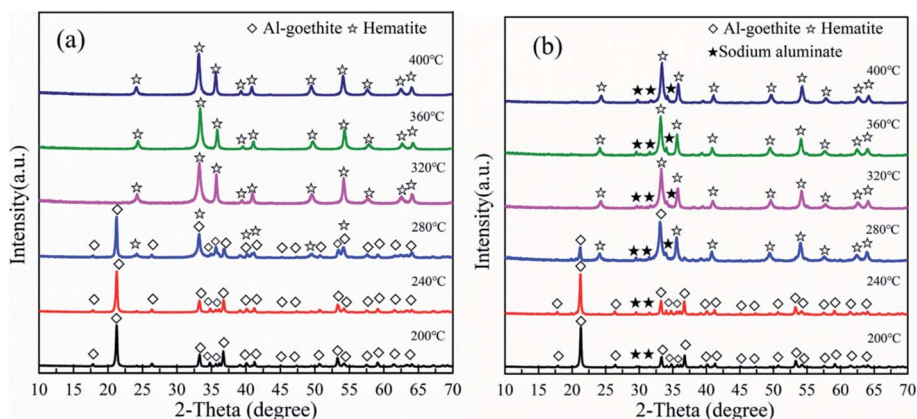 (a)
◇ Al-goethite ☆ Hematite
400℃
360℃
320℃
280℃
240℃
200℃
Intensity(a.u.)
10 15 20 25 30 35 40 45 50 55 60 65 70
2-Theta (degree)
(b)
◇ Al-goethite ☆ Hematite
★Sodium aluminate
400℃
360℃
320℃
280℃
240℃
200℃
Intensity(a.u.)
10 15 20 25 30 35 40 45 50 55 60 65 70
2-Theta (degree)